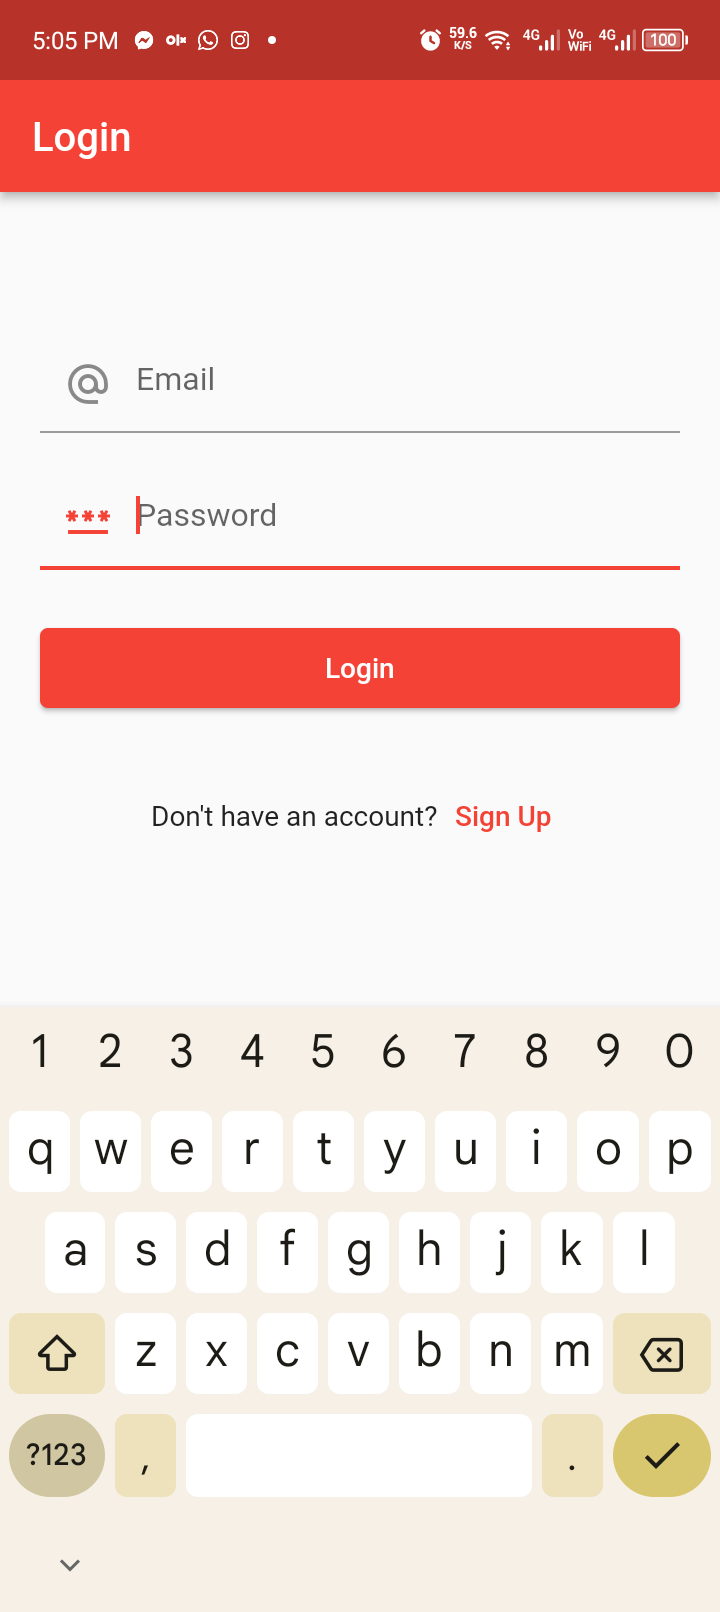 5:05 PM olx 59.6 K/S 4G Vo WiFi 4G 100
Login
Email
*** Password
Login
Don't have an account? Sign Up
1 2 3 4 5 6 7 8 9 0
q w e r t y u i o p
a s d f g h j k l
z x c v b n m
?123 , .